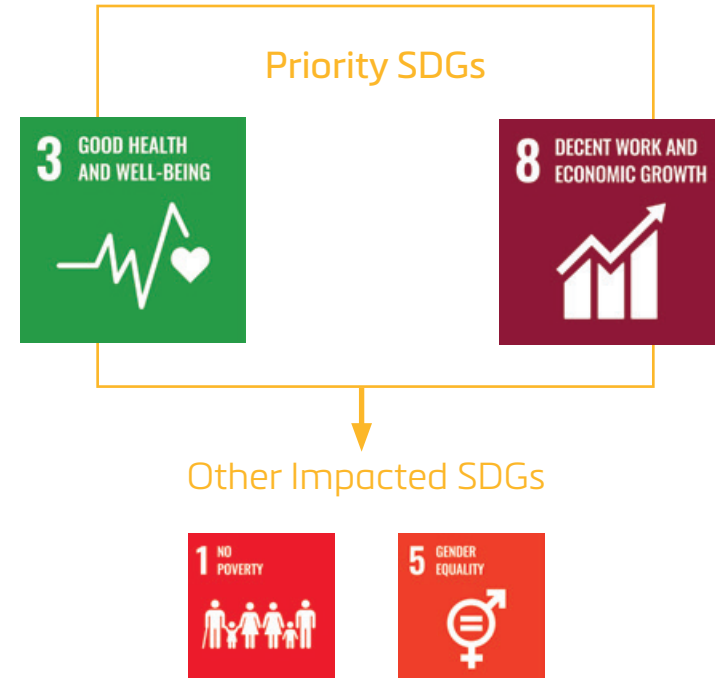 Priority SDGs
3 GOOD HEALTH
AND WELL-BEING
8 DECENT WORK AND
ECONOMIC GROWTH
Other Impacted SDGs
1 NO
POVERTY
5 GENDER
EQUALITY